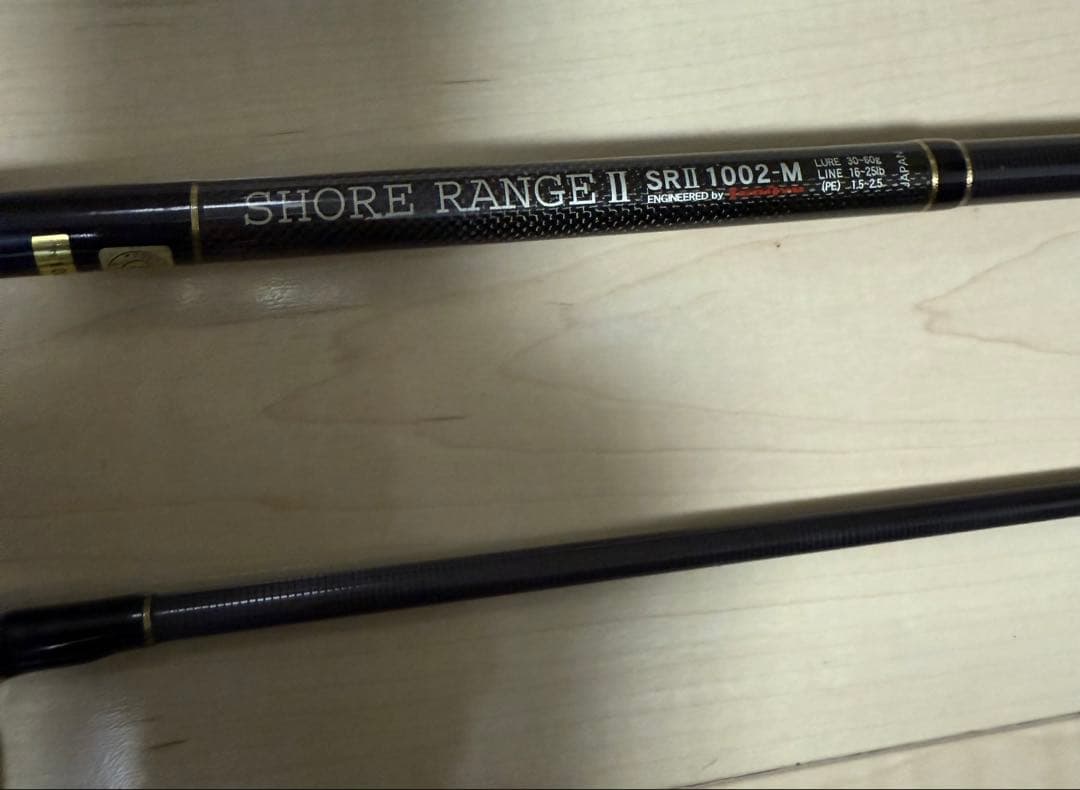 SHORE RANGE II
SRII 1002-M
ENGINEERED by
LURE 30-60g
LINE 16-25lb
(PE) 1.5-2.5
JAPAN